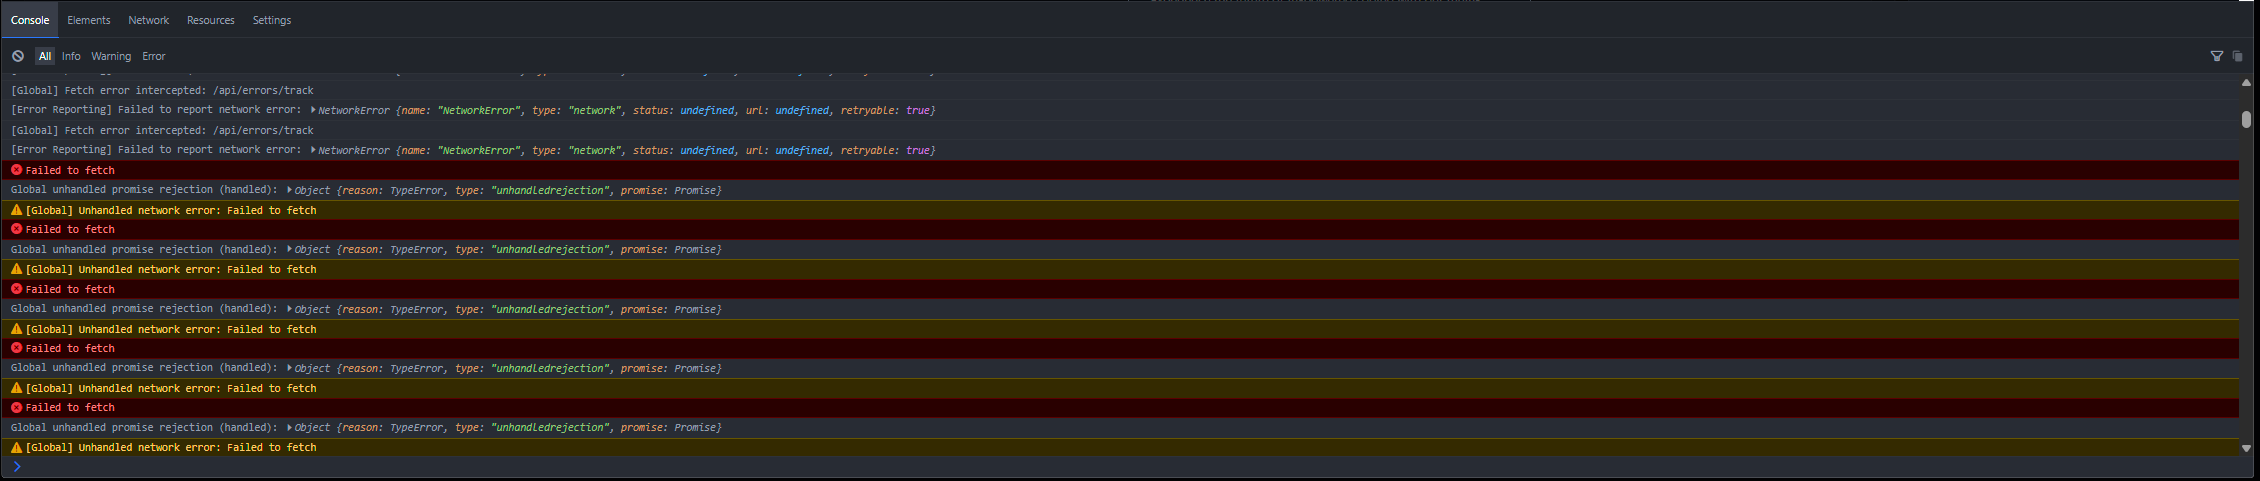 Console Elements Network Resources Settings
All Info Warning Error
[Global] Fetch error intercepted: /api/errors/track
[Error Reporting] Failed to report network error: NetworkError {name: "NetworkError", type: "network", status: undefined, url: undefined, retryable: true}
[Global] Fetch error intercepted: /api/errors/track
[Error Reporting] Failed to report network error: NetworkError {name: "NetworkError", type: "network", status: undefined, url: undefined, retryable: true}
Failed to fetch
Global unhandled promise rejection (handled): Object {reason: TypeError, type: "unhandledrejection", promise: Promise}
[Global] Unhandled network error: Failed to fetch
Failed to fetch
Global unhandled promise rejection (handled): Object {reason: TypeError, type: "unhandledrejection", promise: Promise}
[Global] Unhandled network error: Failed to fetch
Failed to fetch
Global unhandled promise rejection (handled): Object {reason: TypeError, type: "unhandledrejection", promise: Promise}
[Global] Unhandled network error: Failed to fetch
Failed to fetch
Global unhandled promise rejection (handled): Object {reason: TypeError, type: "unhandledrejection", promise: Promise}
[Global] Unhandled network error: Failed to fetch
Failed to fetch
Global unhandled promise rejection (handled): Object {reason: TypeError, type: "unhandledrejection", promise: Promise}
[Global] Unhandled network error: Failed to fetch